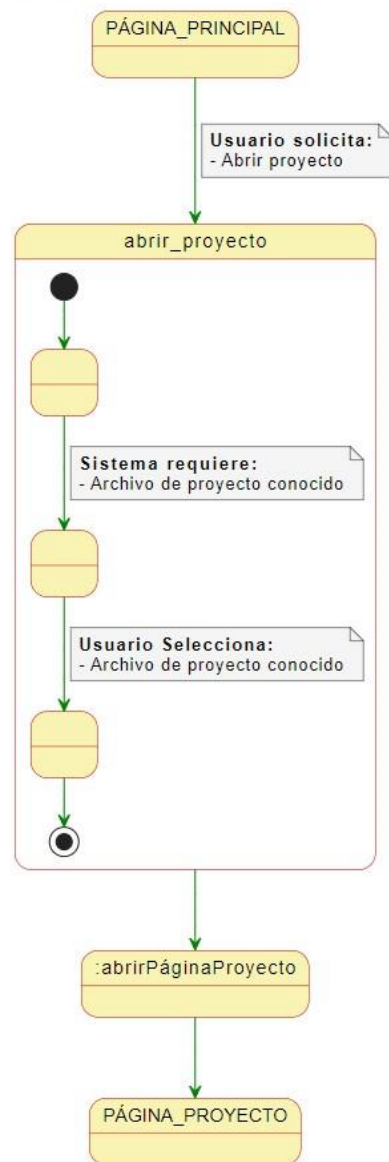 PÁGINA_PRINCIPAL
Usuario solicita:
- Abrir proyecto
abrir_proyecto
Sistema requiere:
- Archivo de proyecto conocido
Usuario Selecciona:
- Archivo de proyecto conocido
:abrirPáginaProyecto
PÁGINA_PROYECTO